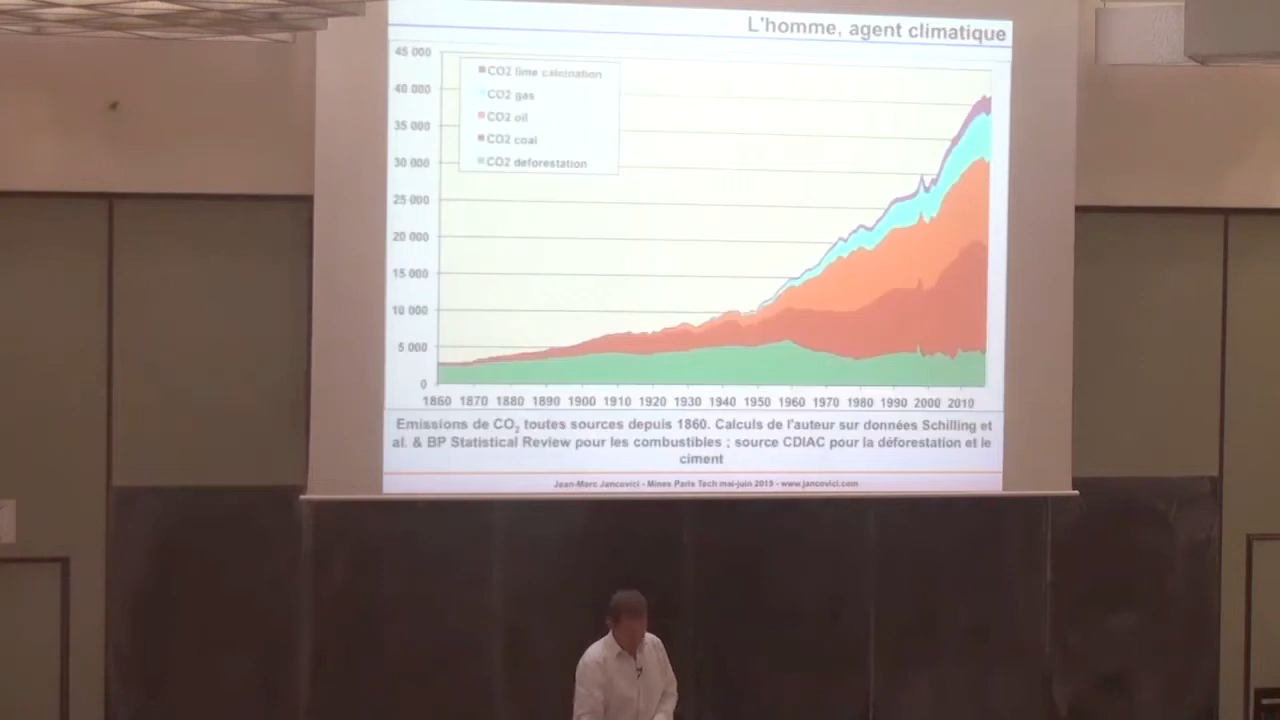 L'homme, agent climatique
45 000
40 000
35 000
30 000
25 000
20 000
15 000
10 000
5 000
0
CO2 lime calcination
CO2 gas
CO2 oil
CO2 coal
CO2 deforestation
1860 1870 1880 1890 1900 1910 1920 1930 1940 1950 1960 1970 1980 1990 2000 2010
Emissions de CO2 toutes sources depuis 1860. Calculs de l'auteur sur données Schilling et
al. & BP Statistical Review pour les combustibles ; source CDIAC pour la déforestation et le
ciment
Jean-Marc Jancovici - Mines Paris Tech mai-juin 2019 - www.jancovici.com